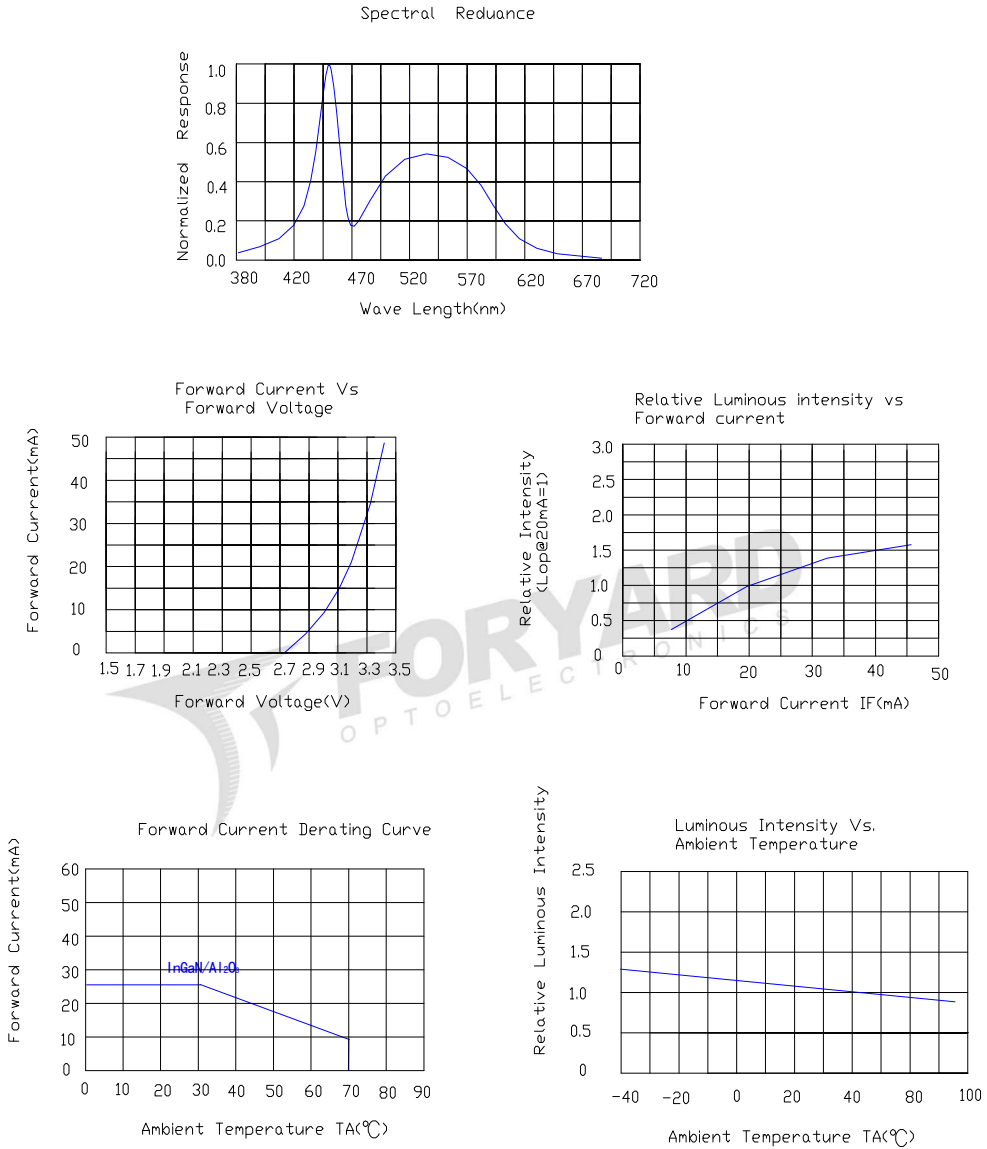 Spectral Reduance
Normalized Response
1.0
0.8
0.6
0.4
0.2
0.0
380 420 470 520 570 620 670 720
Wave Length(nm)
Forward Current Vs
Forward Voltage
Forward Current(mA)
50
40
30
20
10
0
1.5 1.7 1.9 2.1 2.3 2.5 2.7 2.9 3.1 3.3 3.5
Forward Voltage(V)
Relative Luminous intensity vs
Forward current
Relative Intensity
(Lop@20mA=1)
3.0
2.5
2.0
1.5
1.0
0.5
0
0 10 20 30 40 50
Forward Current IF(mA)
FORYARD
OPTOELECTRONICS
Forward Current Derating Curve
Forward Current(mA)
60
50
40
30
20
10
0
InGaN/Al₂O₃
0 10 20 30 40 50 60 70 80 90
Ambient Temperature TA(℃)
Luminous Intensity Vs.
Ambient Temperature
Relative Luminous Intensity
2.5
2.0
1.5
1.0
0.5
0
-40 -20 0 20 40 80 100
Ambient Temperature TA(℃)